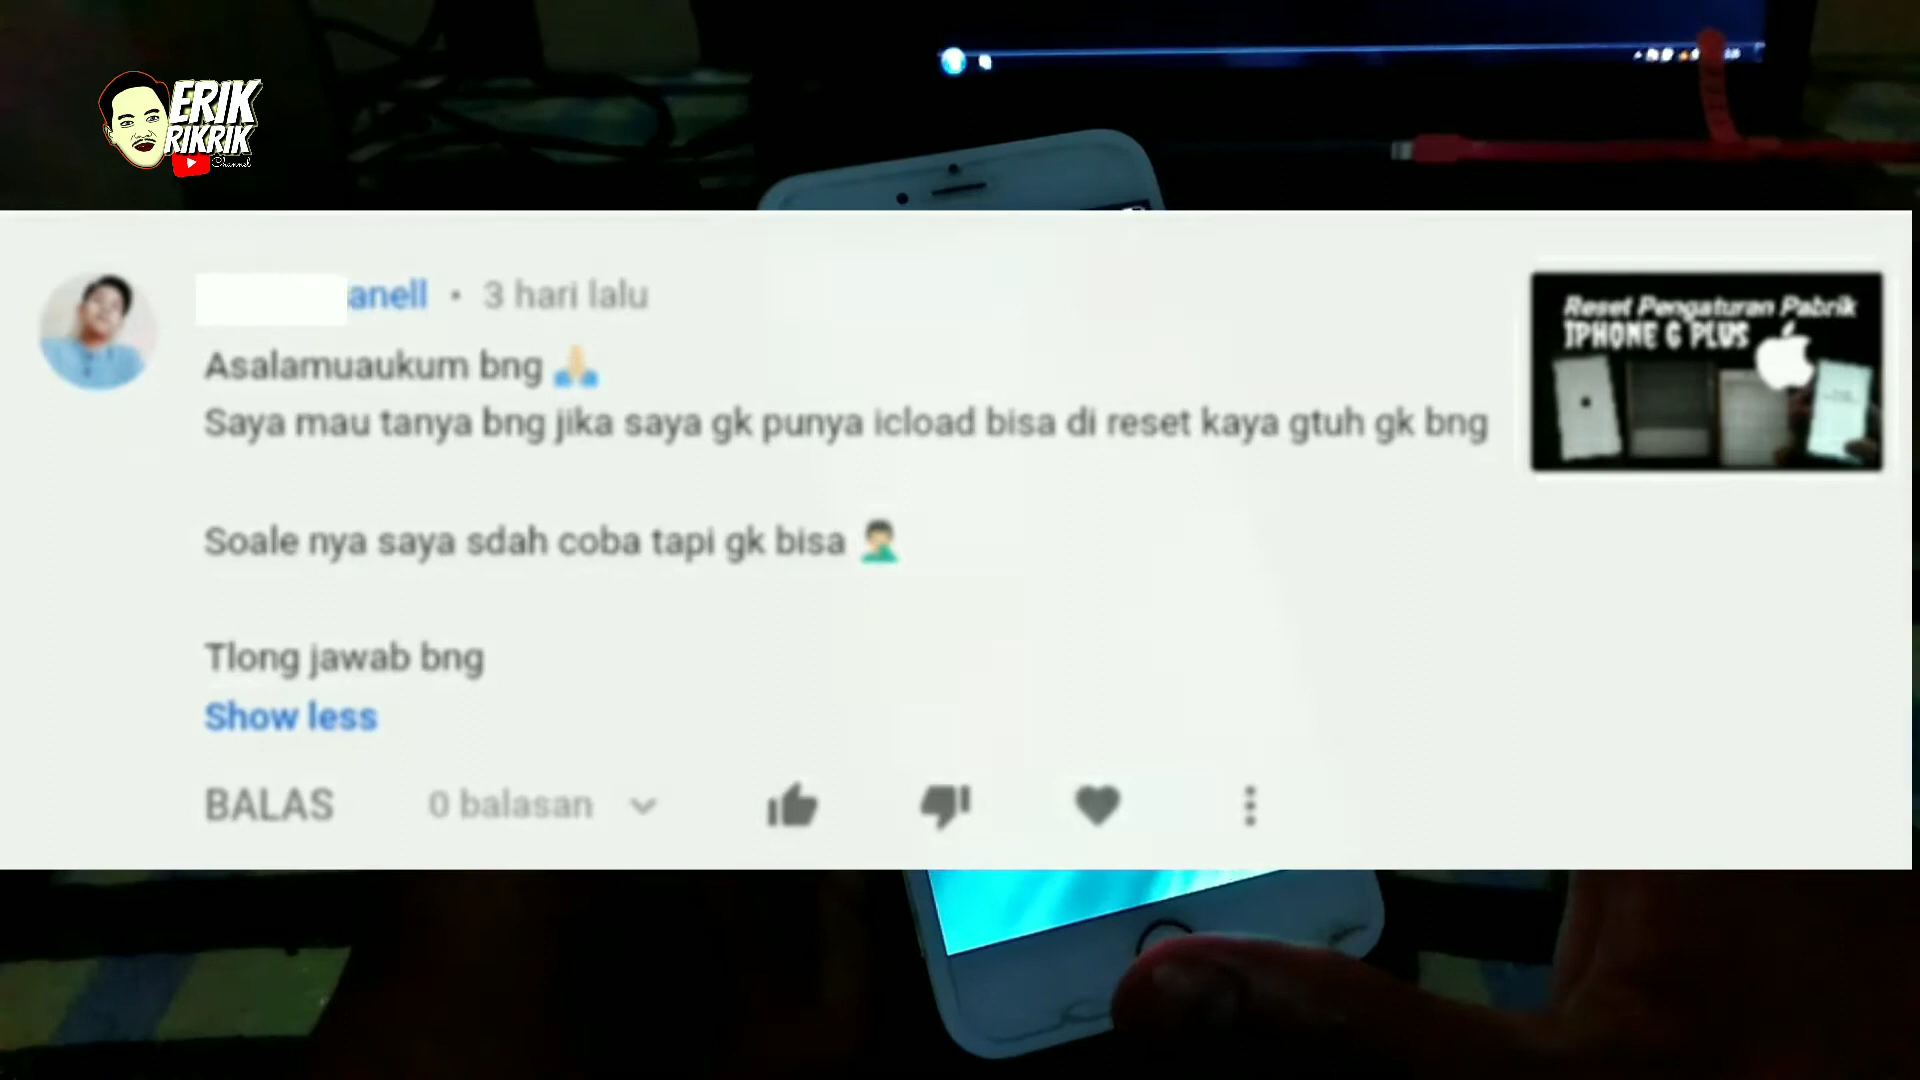 ERIK
RIKRIK
Channel
anell • 3 hari lalu
Asalamuaukum bng 🙏
Saya mau tanya bng jika saya gk punya icload bisa di reset kaya gtuh gk bng
Soale nya saya sdah coba tapi gk bisa 🤦🏻‍♂️
Tlong jawab bng
Show less
BALAS 0 balasan
Reset Pengaturan Pabrik
IPHONE 6 PLUS